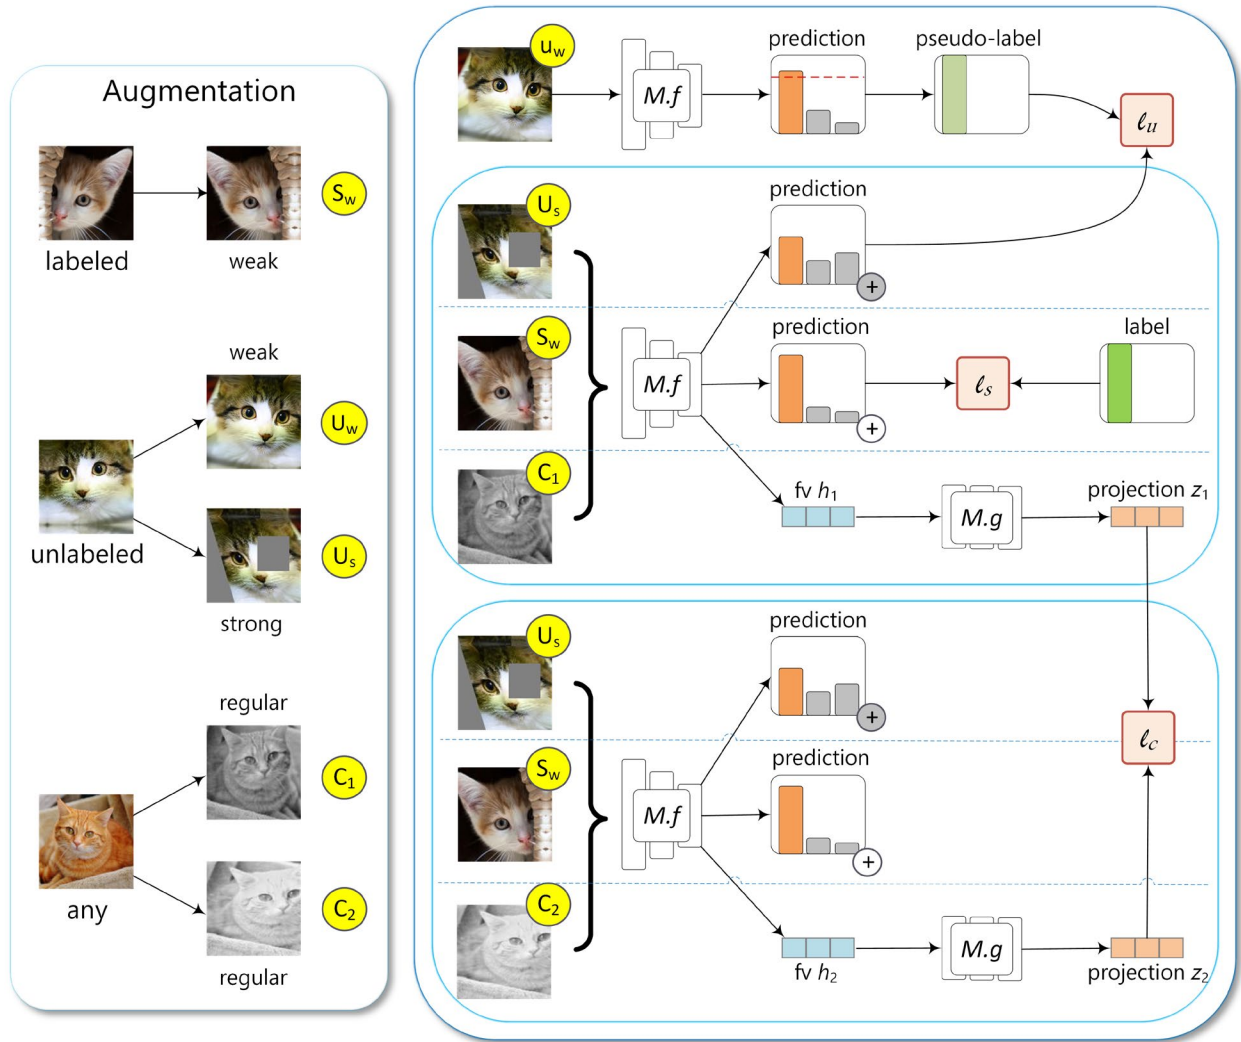 Augmentation
labeled
weak
Sw
weak
Uw
unlabeled
Us
strong
regular
C1
any
C2
regular
uw
M.f
prediction
pseudo-label
ℓu
Us
prediction
+
Sw
M.f
prediction
+
ℓs
label
C1
fv h1
M.g
projection z1
Us
prediction
+
Sw
M.f
prediction
+
ℓc
C2
fv h2
M.g
projection z2